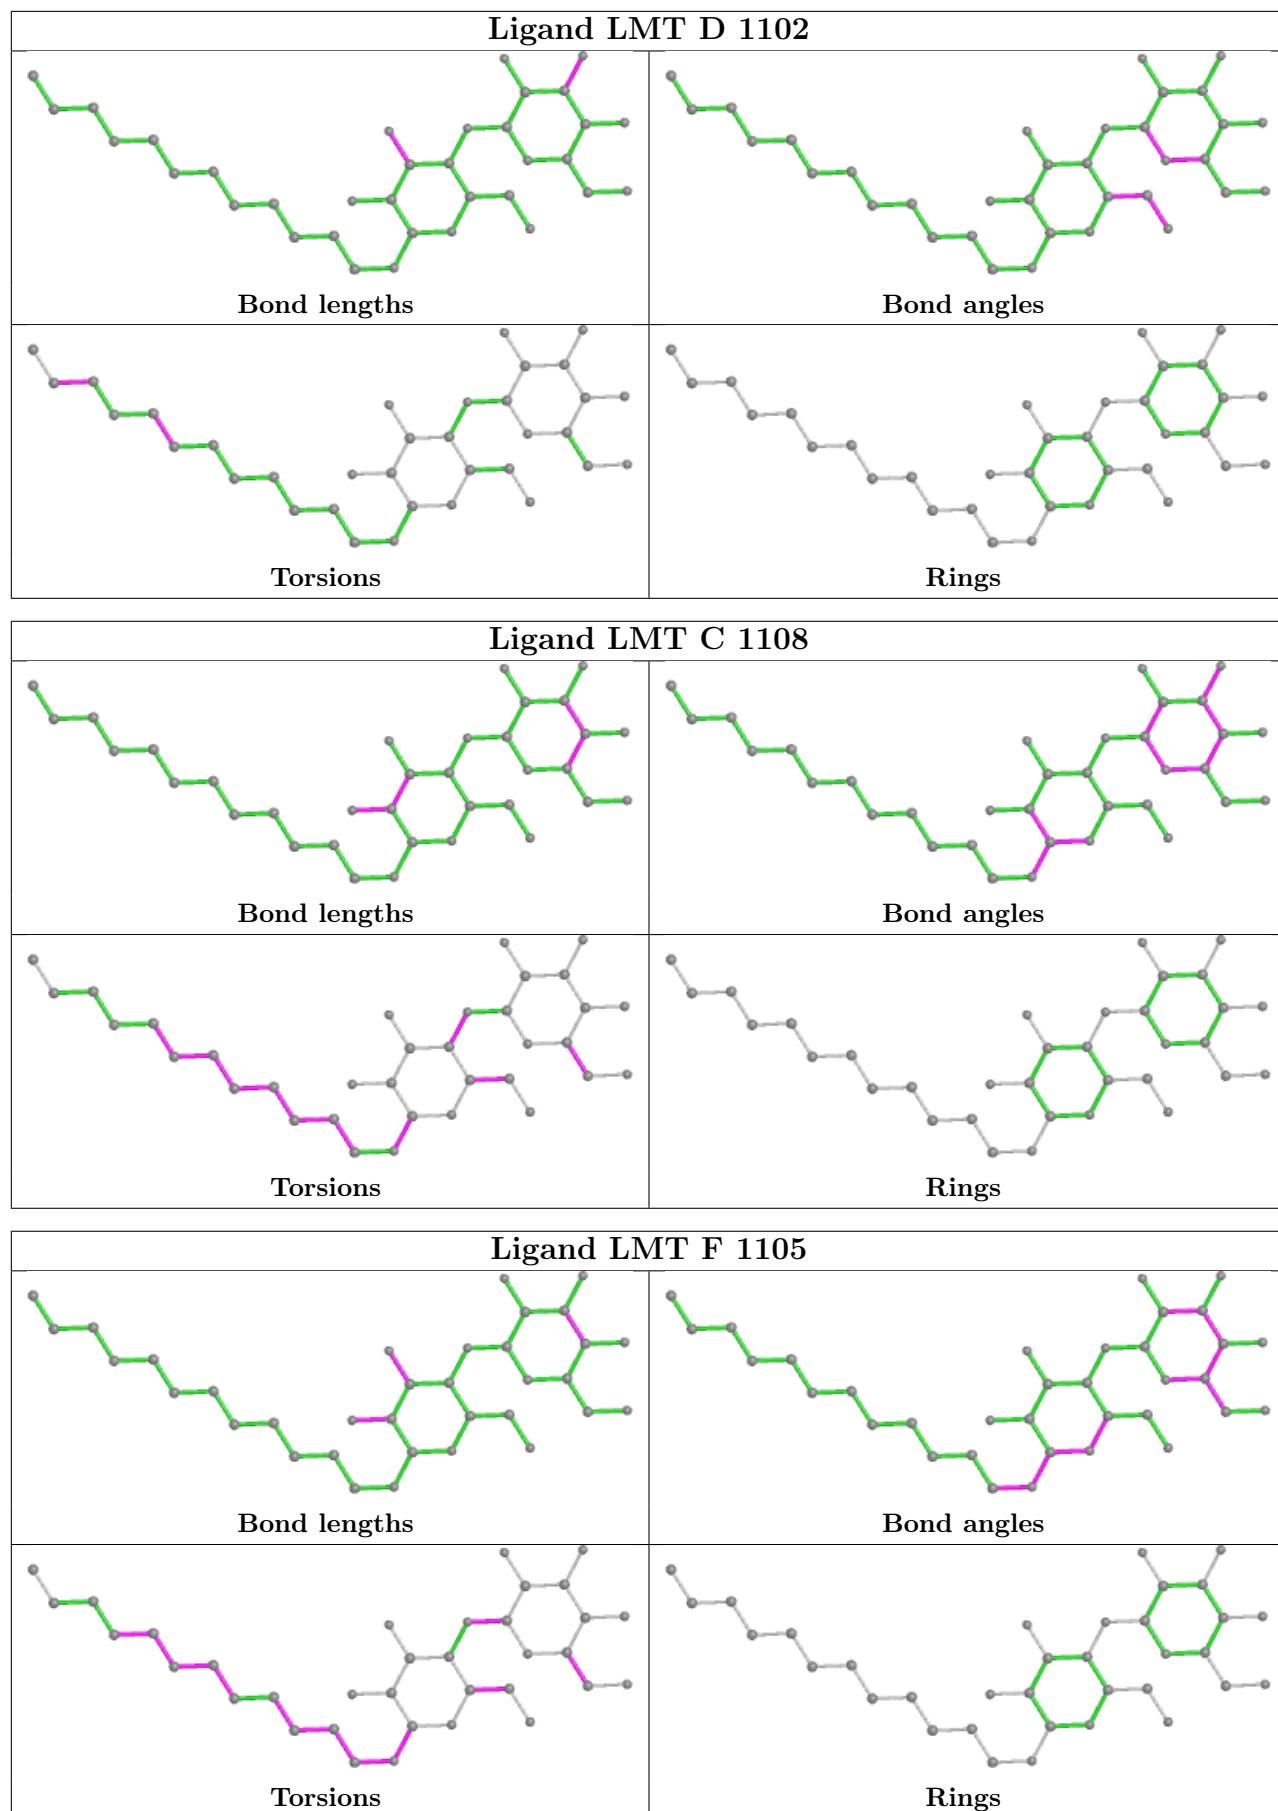 Ligand LMT D 1102
Bond lengths
Bond angles
Torsions
Rings
Ligand LMT C 1108
Bond lengths
Bond angles
Torsions
Rings
Ligand LMT F 1105
Bond lengths
Bond angles
Torsions
Rings